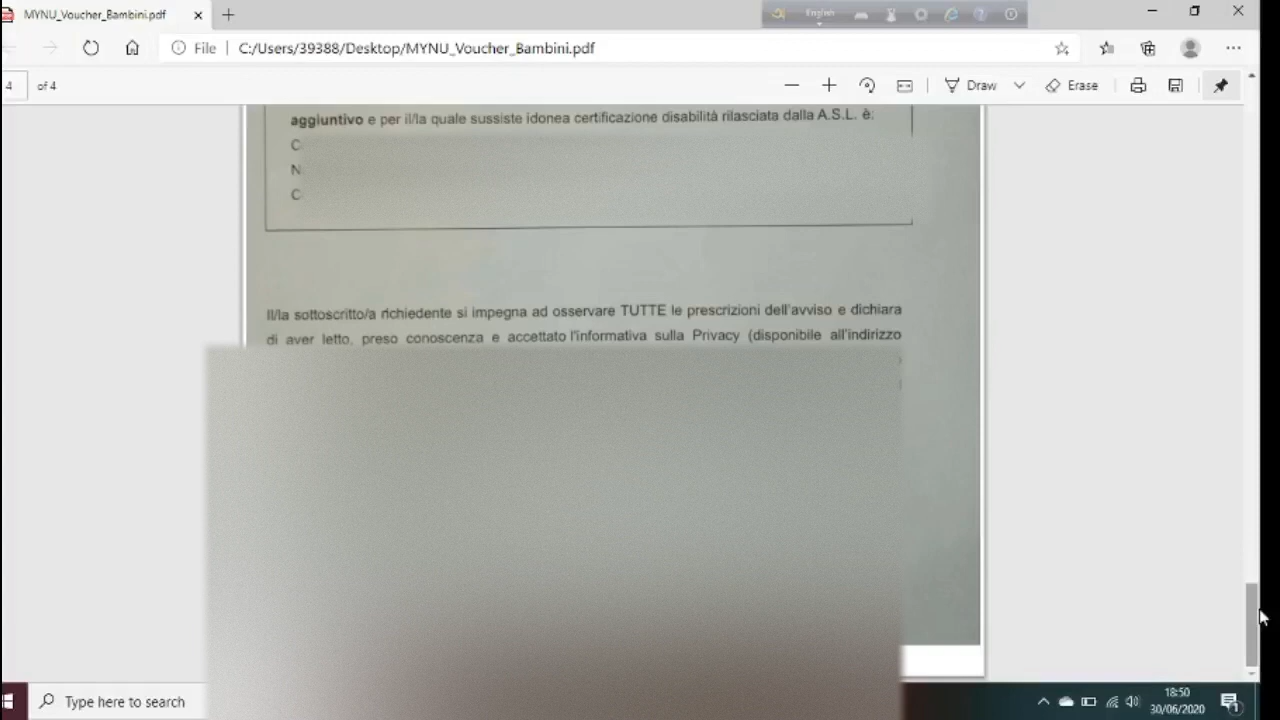 MYNU_Voucher_Bambini.pdf
English
File
C:/Users/39388/Desktop/MYNU_Voucher_Bambini.pdf
4 of 4
Draw
Erase
aggiuntivo e per il/la quale sussiste idonea certificazione disabilità rilasciata dalla A.S.L. è:
C
N
C
Il/la sottoscritto/a richiedente si impegna ad osservare TUTTE le prescrizioni dell'avviso e dichiara
di aver letto, preso conoscenza e accettato l'informativa sulla Privacy (disponibile all'indirizzo
Type here to search
18:50
30/06/2020
1